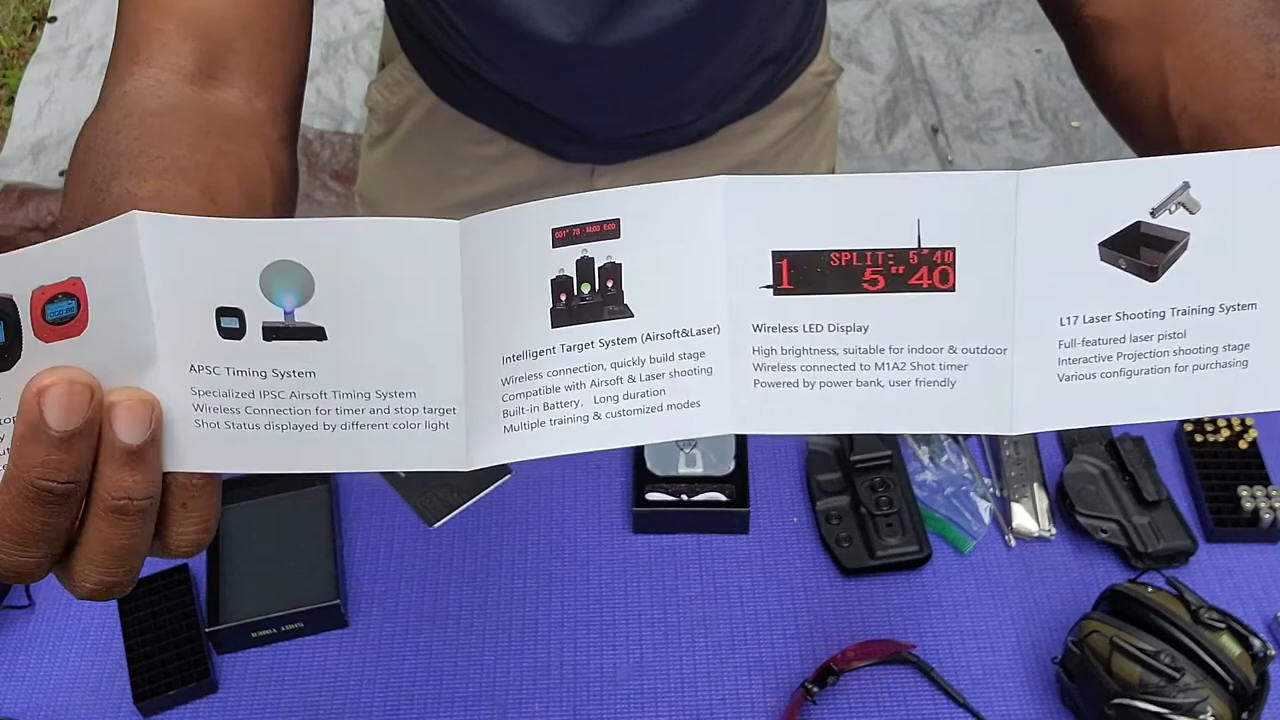 APSC Timing System
Specialized IPSC Airsoft Timing System
Wireless Connection for timer and stop target
Shot Status displayed by different color light
Intelligent Target System (Airsoft&Laser)
Wireless connection, quickly build stage
Compatible with Airsoft & Laser shooting
Built-in Battery, Long duration
Multiple training & customized modes
1 SPLIT: 5"40
5"40
Wireless LED Display
High brightness, suitable for indoor & outdoor
Wireless connected to M1A2 Shot timer
Powered by power bank, user friendly
L17 Laser Shooting Training System
Full-featured laser pistol
Interactive Projection shooting stage
Various configuration for purchasing
SHOT TIMER